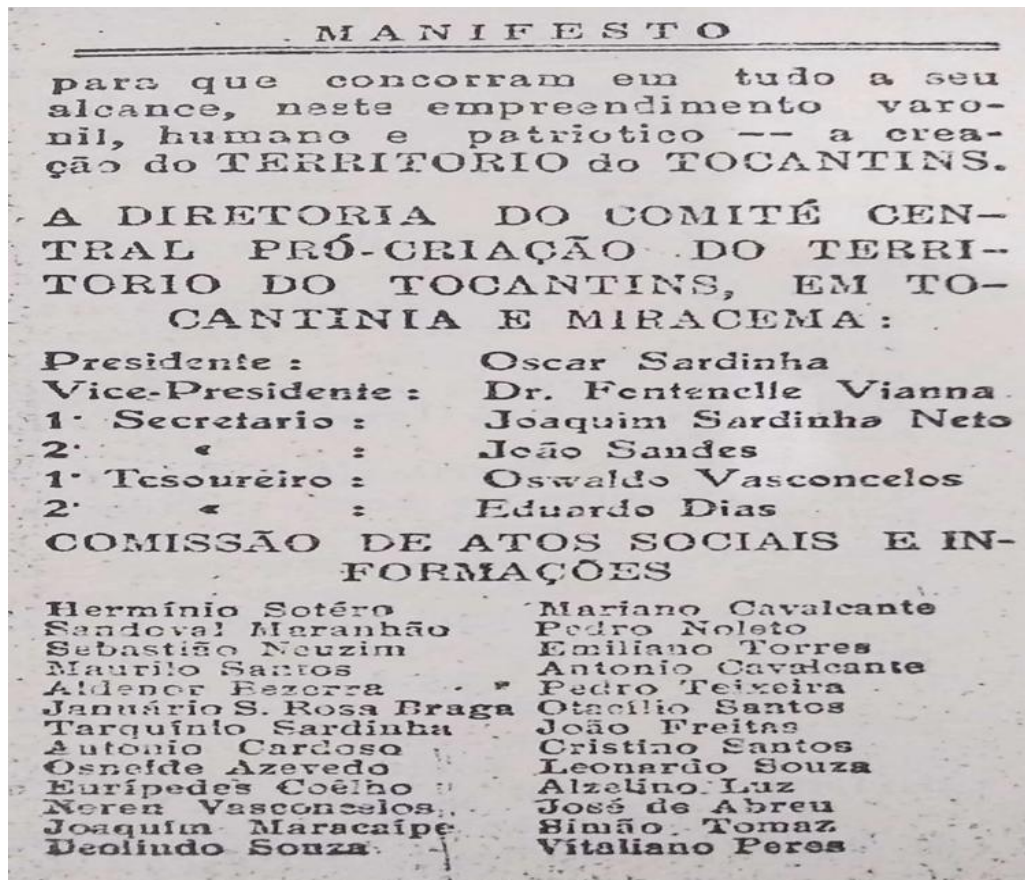 MANIFESTO
para que concorram em tudo a seu
alcance, neste empreendimento varo-
nil, humano e patriotico -- a crea-
ção do TERRITORIO do TOCANTINS.
A DIRETORIA DO COMITÉ CEN-
TRAL PRÓ-CRIAÇÃO DO TERRI-
TORIO DO TOCANTINS, EM TO-
CANTÍNIA E MIRACEMA:
Presidente: Oscar Sardinha
Vice-Presidente: Dr. Fontenelle Vianna
1· Secretario: Joaquim Sardinha Neto
2· « : João Sandes
1· Tesoureiro: Oswaldo Vasconcelos
2· « : Eduardo Dias
COMISSÃO DE ATOS SOCIAIS E IN-
FORMAÇÕES
Hermínio Sotéro Mariano Cavalcante
Sandoval Maranhão Pedro Noleto
Sebastião Neuzim Emiliano Torres
Maurilo Santos Antonio Cavalcante
Aldenor Bezerra Pedro Teixeira
Januário S. Rosa Braga Otacílio Santos
Tarquínio Sardinha João Freitas
Antonio Cardoso Cristino Santos
Osneide Azevedo Leonardo Souza
Eurípedes Coêlho Alzelino Luz
Neren Vasconselos José de Abreu
Joaquim Maracaípe Simão Tomaz
Deolindo Souza Vitaliano Peres